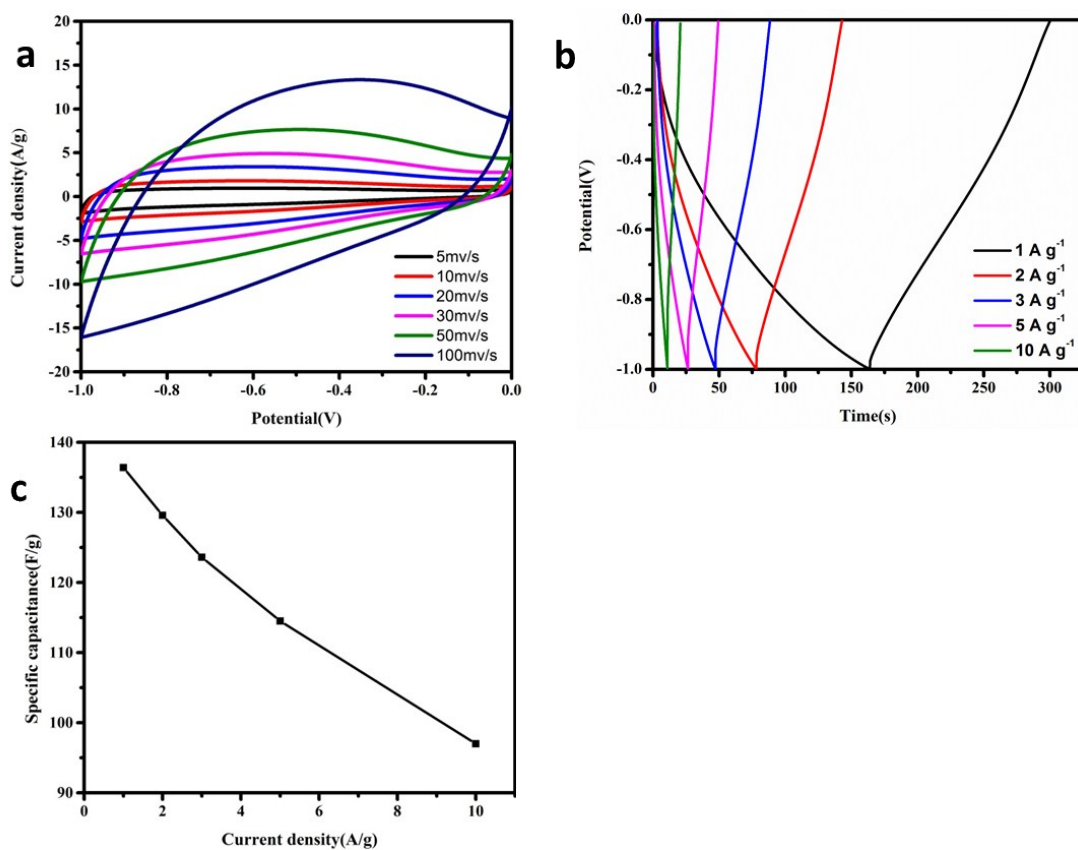 a
Current density(A/g)
20
15
10
5
0
-5
-10
-15
-20
5mv/s
10mv/s
20mv/s
30mv/s
50mv/s
100mv/s
-1.0 -0.8 -0.6 -0.4 -0.2 0.0
Potential(V)
b
Potential(V)
0.0
-0.2
-0.4
-0.6
-0.8
-1.0
1 A g⁻¹
2 A g⁻¹
3 A g⁻¹
5 A g⁻¹
10 A g⁻¹
0 50 100 150 200 250 300
Time(s)
c
Specific capacitance(F/g)
140
130
120
110
100
90
0 2 4 6 8 10
Current density(A/g)